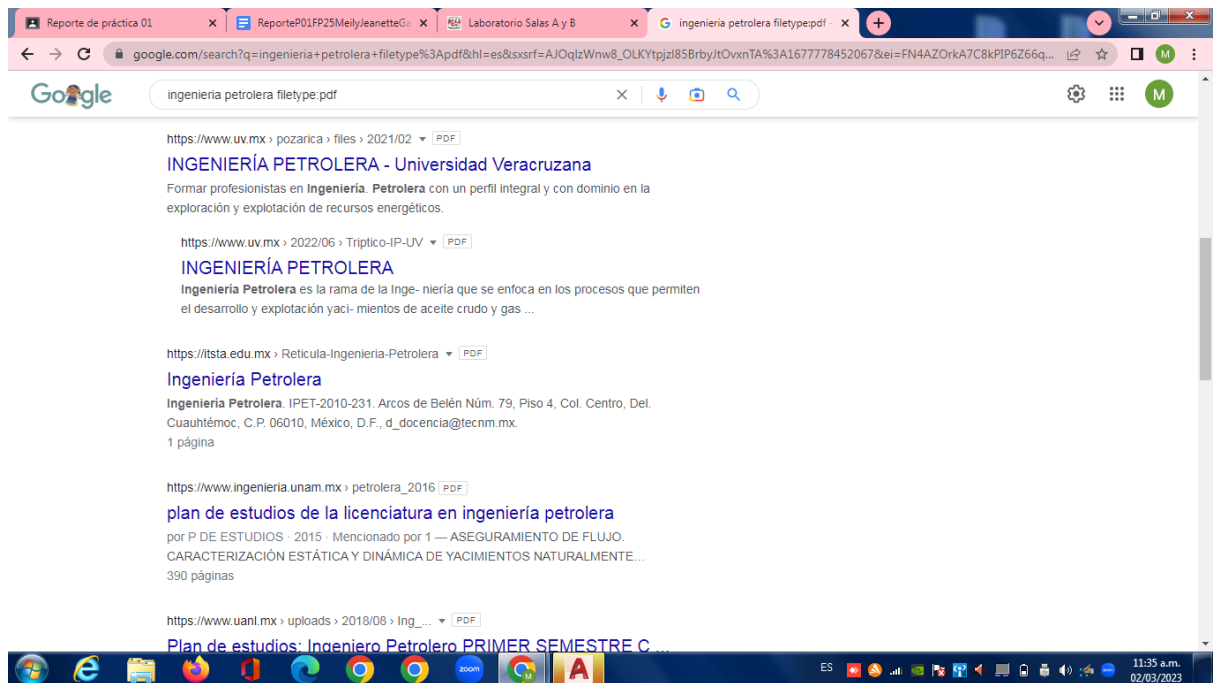 Reporte de práctica 01
ReporteP01FP25MeilyJeanetteGa
Laboratorio Salas A y B
ingenieria petrolera filetype:pdf -
google.com/search?q=ingenieria+petrolera+filetype%3Apdf&hl=es&sxsrf=AJOqlzWnw8_OLKYtpjzl85BrbyJtOvxnTA%3A1677778452067&ei=FN4AZOrkA7C8kPIP6Z66q...
M
Google
ingenieria petrolera filetype:pdf
M
https://www.uv.mx › pozarica › files › 2021/02 PDF
INGENIERÍA PETROLERA - Universidad Veracruzana
Formar profesionistas en Ingeniería. Petrolera con un perfil integral y con dominio en la
exploración y explotación de recursos energéticos.
https://www.uv.mx › 2022/06 › Triptico-IP-UV PDF
INGENIERÍA PETROLERA
Ingeniería Petrolera es la rama de la Inge- niería que se enfoca en los procesos que permiten
el desarrollo y explotación yaci- mientos de aceite crudo y gas ...
https://itsta.edu.mx › Reticula-Ingenieria-Petrolera PDF
Ingeniería Petrolera
Ingeniería Petrolera. IPET-2010-231. Arcos de Belén Núm. 79, Piso 4, Col. Centro, Del.
Cuauhtémoc, C.P. 06010, México, D.F., d_docencia@tecnm.mx.
1 página
https://www.ingenieria.unam.mx › petrolera_2016 PDF
plan de estudios de la licenciatura en ingeniería petrolera
por P DE ESTUDIOS · 2015 · Mencionado por 1 — ASEGURAMIENTO DE FLUJO.
CARACTERIZACIÓN ESTÁTICA Y DINÁMICA DE YACIMIENTOS NATURALMENTE...
390 páginas
https://www.uanl.mx › uploads › 2018/08 › Ing_... PDF
Plan de estudios: Ingeniero Petrolero PRIMER SEMESTRE C ...
zoom
ES
11:35 a.m.
02/03/2023